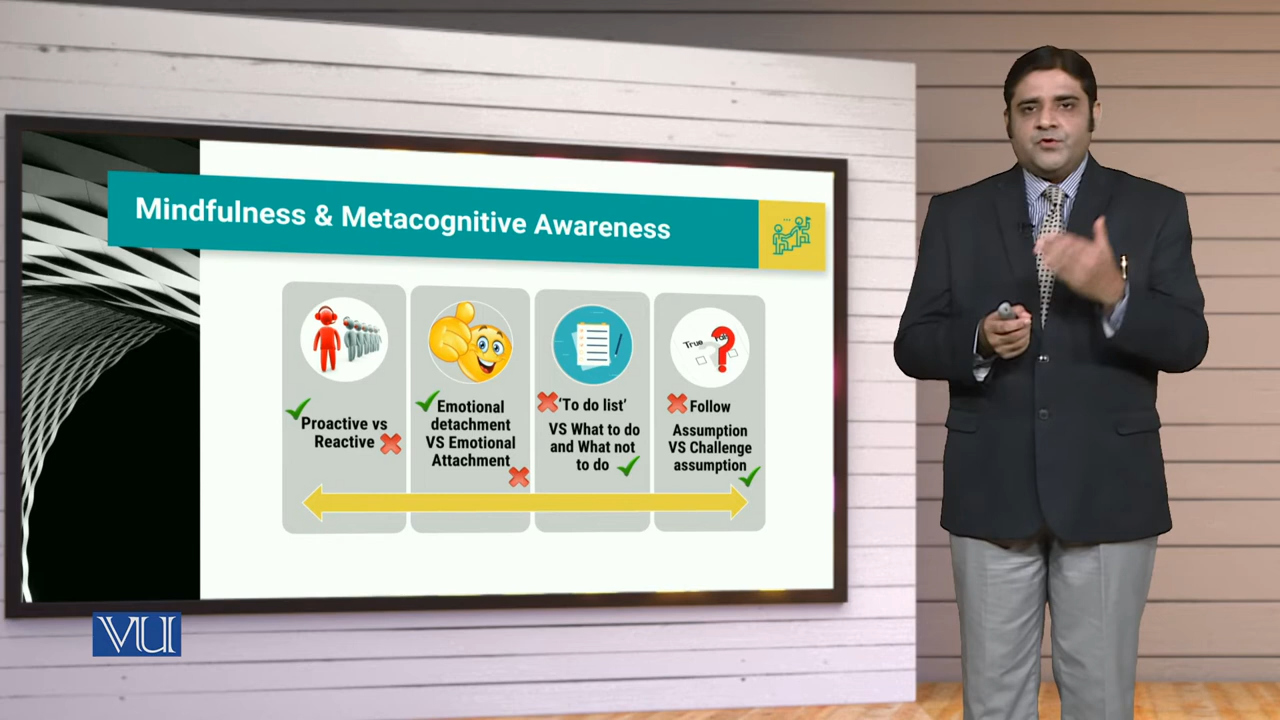 Mindfulness & Metacognitive Awareness
Proactive vs
Reactive
Emotional
detachment
VS Emotional
Attachment
'To do list'
VS What to do
and What not
to do
True
Follow
Assumption
VS Challenge
assumption
VU